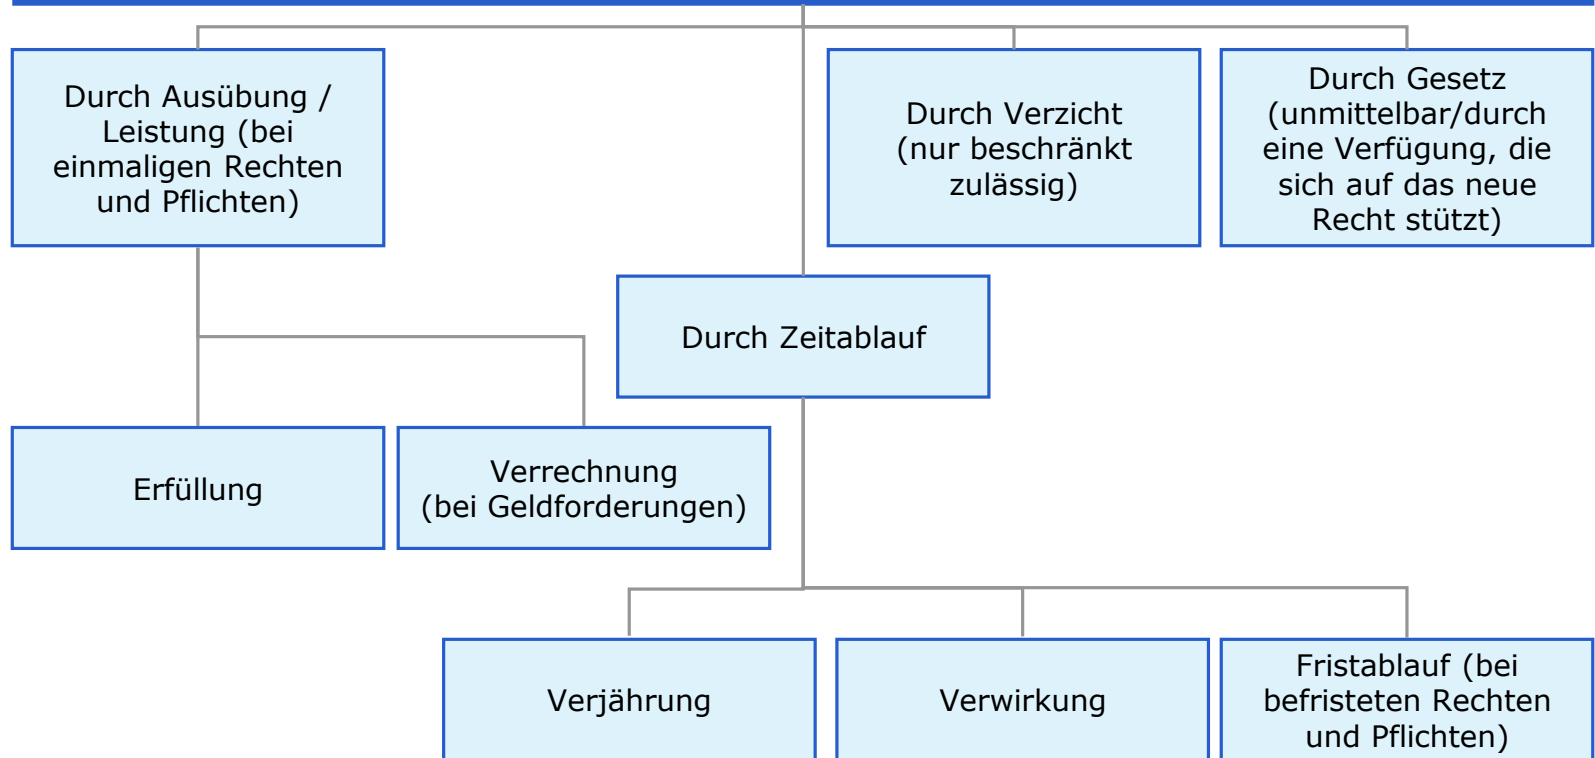 Durch Ausübung /
Leistung (bei
einmaligen Rechten
und Pflichten)
Durch Verzicht
(nur beschränkt
zulässig)
Durch Gesetz
(unmittelbar/durch
eine Verfügung, die
sich auf das neue
Recht stützt)
Durch Zeitablauf
Erfüllung
Verrechnung
(bei Geldforderungen)
Verjährung
Verwirkung
Fristablauf (bei
befristeten Rechten
und Pflichten)